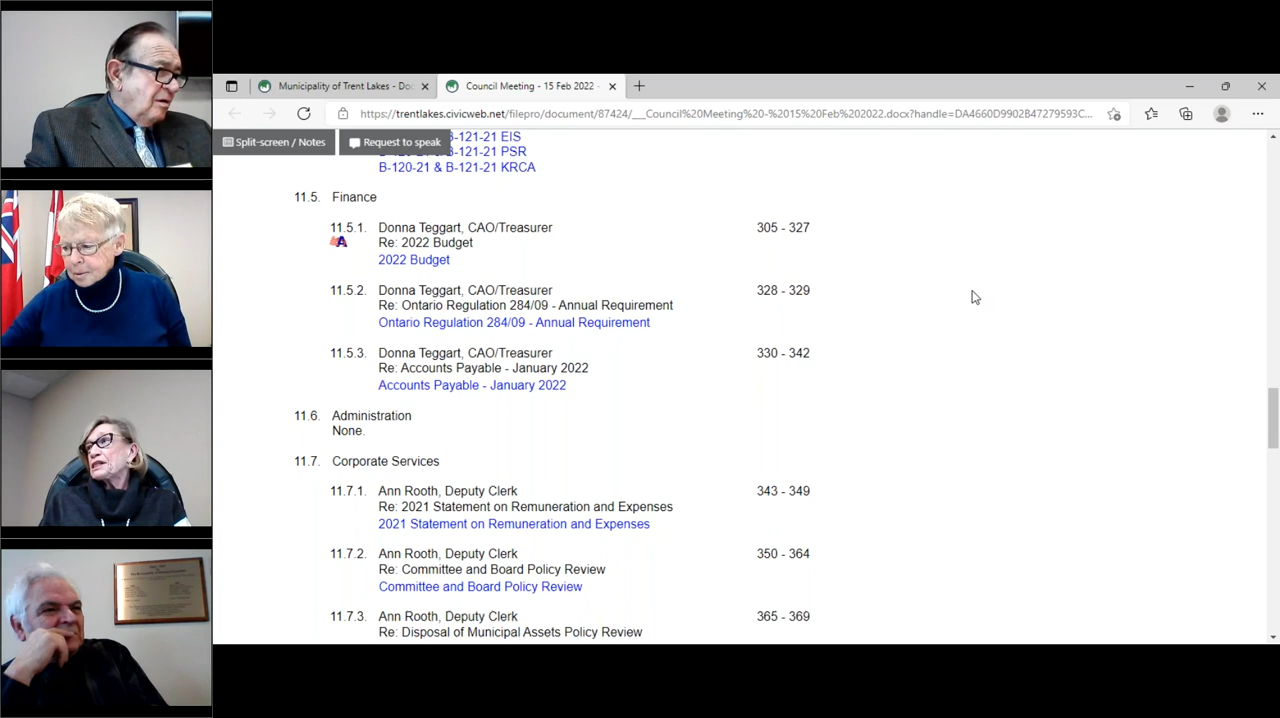 Municipality of Trent Lakes - Doc
Council Meeting - 15 Feb 2022 -
https://trentlakes.civicweb.net/filepro/document/87424/__Council%20Meeting%20-%2015%20Feb%202022.docx?handle=DA4660D9902B47279593C...
Split-screen / Notes
Request to speak
B-121-21 EIS
B-121-21 PSR
B-120-21 & B-121-21 KRCA
11.5. Finance
11.5.1. Donna Teggart, CAO/Treasurer 305 - 327
Re: 2022 Budget
2022 Budget
11.5.2. Donna Teggart, CAO/Treasurer 328 - 329
Re: Ontario Regulation 284/09 - Annual Requirement
Ontario Regulation 284/09 - Annual Requirement
11.5.3. Donna Teggart, CAO/Treasurer 330 - 342
Re: Accounts Payable - January 2022
Accounts Payable - January 2022
11.6. Administration
None.
11.7. Corporate Services
11.7.1. Ann Rooth, Deputy Clerk 343 - 349
Re: 2021 Statement on Remuneration and Expenses
2021 Statement on Remuneration and Expenses
11.7.2. Ann Rooth, Deputy Clerk 350 - 364
Re: Committee and Board Policy Review
Committee and Board Policy Review
11.7.3. Ann Rooth, Deputy Clerk 365 - 369
Re: Disposal of Municipal Assets Policy Review